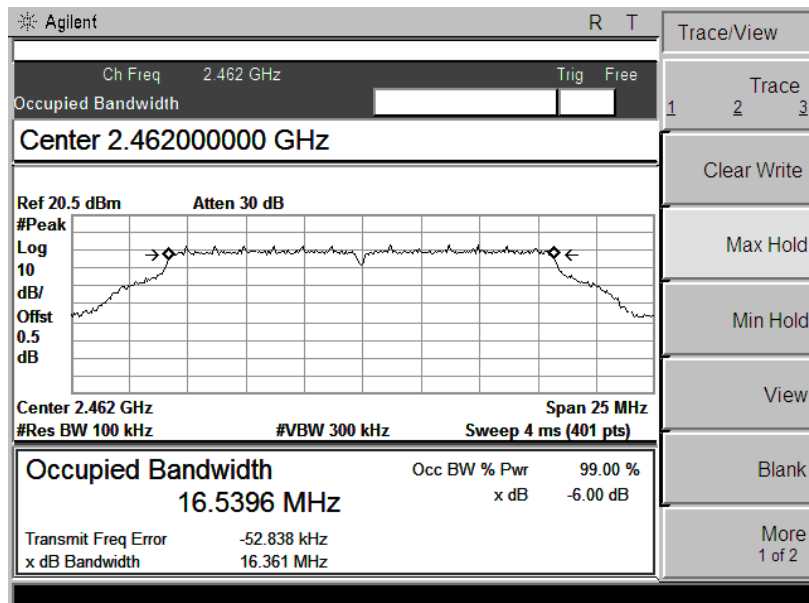 Agilent R T
Trace/View
Ch Freq 2.462 GHz Trig Free
Occupied Bandwidth
Center 2.462000000 GHz
Ref 20.5 dBm Atten 30 dB
#Peak
Log
10
dB/
Offst
0.5
dB
Center 2.462 GHz Span 25 MHz
#Res BW 100 kHz #VBW 300 kHz Sweep 4 ms (401 pts)
Occupied Bandwidth Occ BW % Pwr 99.00 %
16.5396 MHz x dB -6.00 dB
Transmit Freq Error -52.838 kHz
x dB Bandwidth 16.361 MHz
Trace
1 2 3
Clear Write
Max Hold
Min Hold
View
Blank
More
1 of 2